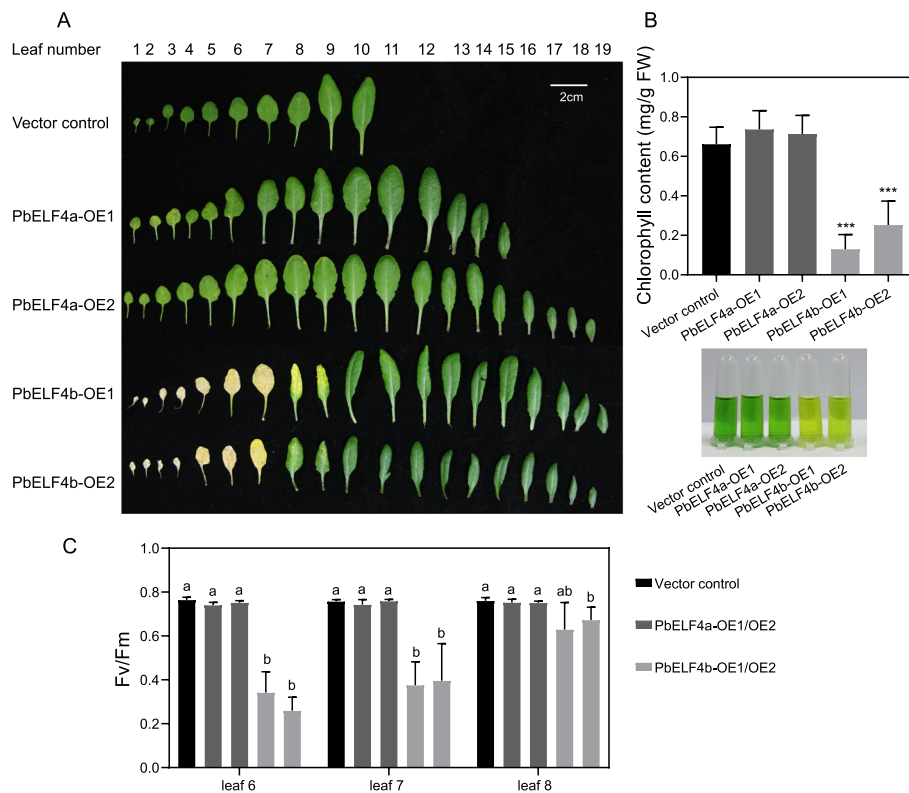 A
Leaf number 1 2 3 4 5 6 7 8 9 10 11 12 13 14 15 16 17 18 19
2cm
Vector control
PbELF4a-OE1
PbELF4a-OE2
PbELF4b-OE1
PbELF4b-OE2
B
Chlorophyll content (mg/g FW)
1.0
0.8
0.6
0.4
0.2
0.0
***
***
Vector control
PbELF4a-OE1
PbELF4a-OE2
PbELF4b-OE1
PbELF4b-OE2
Vector control
PbELF4a-OE1
PbELF4a-OE2
PbELF4b-OE1
PbELF4b-OE2
C
Fv/Fm
1.0
0.8
0.6
0.4
0.2
0.0
a a a b b
a a a b b
a a a ab b
leaf 6
leaf 7
leaf 8
Vector control
PbELF4a-OE1/OE2
PbELF4b-OE1/OE2